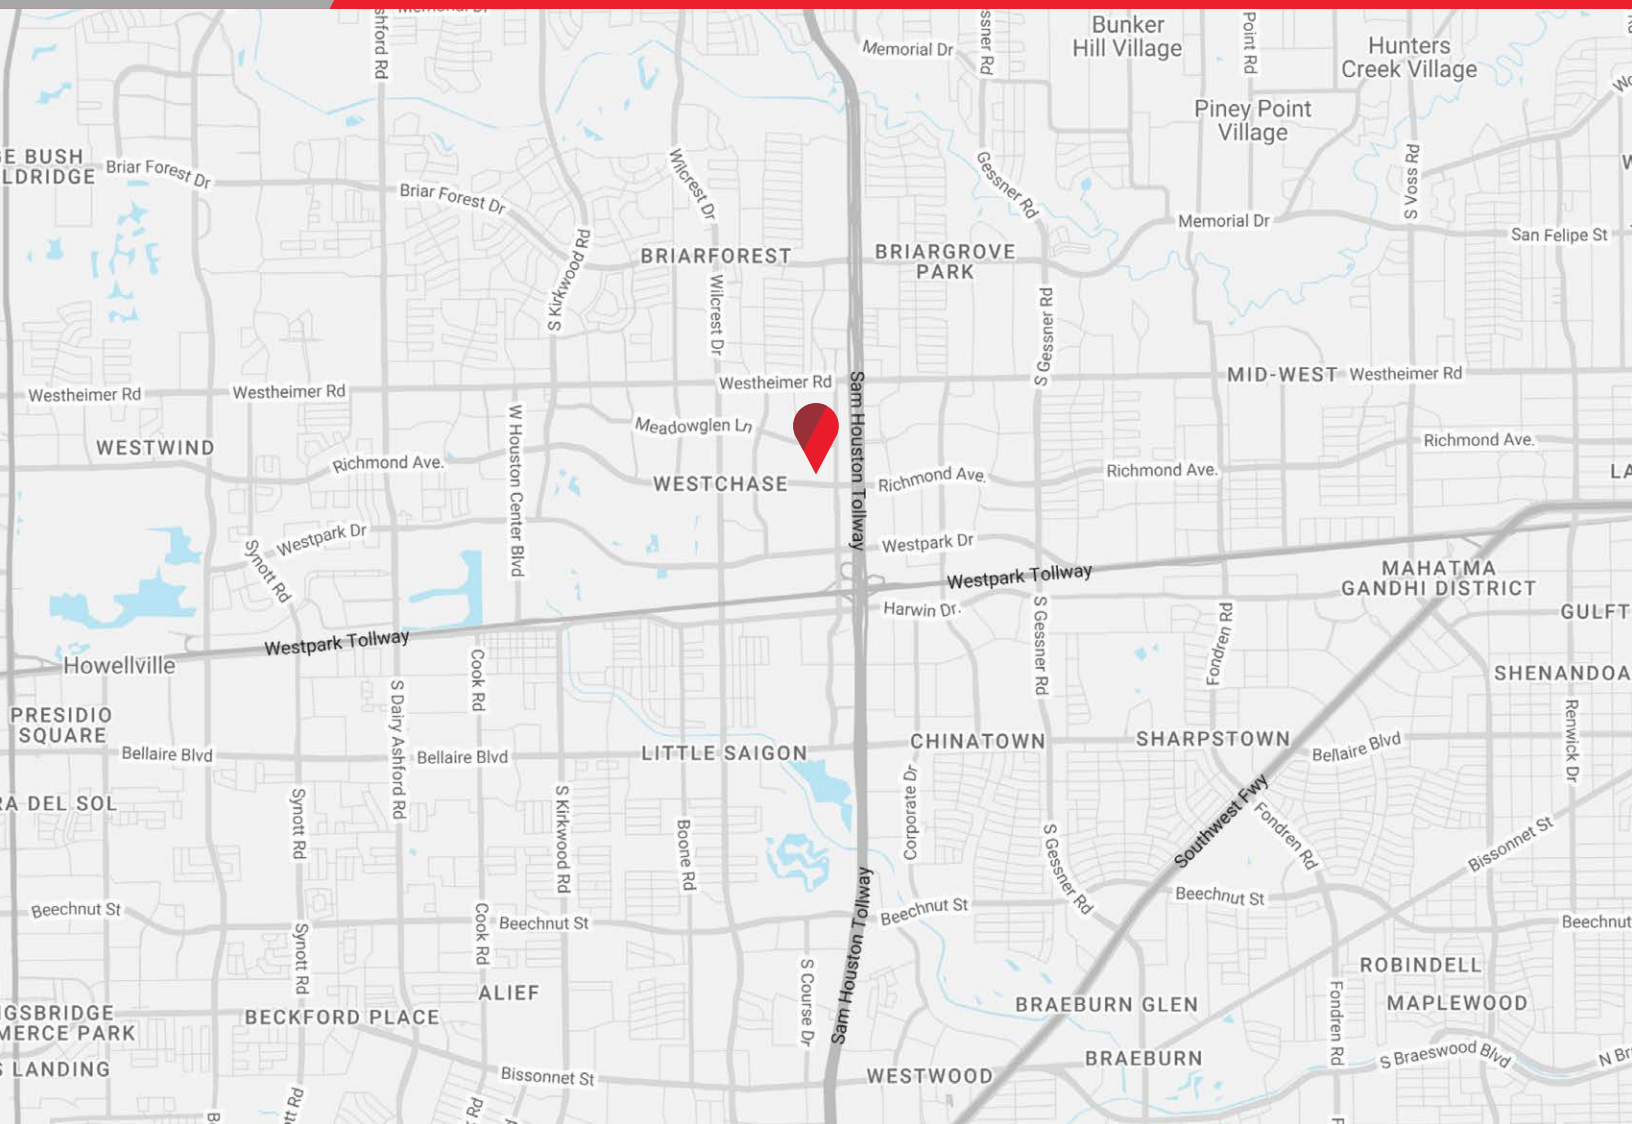 Memorial Dr
Bunker
Hill Village
Hunters
Creek Village
Piney Point
Village
Briar Forest Dr
Briar Forest Dr
Wilcrest Dr
Gessner Rd
S Voss Rd
Memorial Dr
San Felipe St
S Kirkwood Rd
BRIARFOREST
BRIARGROVE
PARK
Wilcrest Dr
S Gessner Rd
Westheimer Rd
Westheimer Rd
Westheimer Rd
MID-WEST
Westheimer Rd
Sam Houston Tollway
W Houston Center Blvd
Meadowglen Ln
WESTWIND
Richmond Ave.
WESTCHASE
Richmond Ave.
Richmond Ave.
Richmond Ave.
Westpark Dr
Synott Rd
Westpark Dr
Westpark Tollway
MAHATMA
GANDHI DISTRICT
Harwin Dr.
S Gessner Rd
Fondren Rd
Westpark Tollway
Howellville
Cook Rd
S Dairy Ashford Rd
PRESIDIO
SQUARE
Renwick Dr
Bellaire Blvd
Bellaire Blvd
LITTLE SAIGON
CHINATOWN
SHARPSTOWN
Bellaire Blvd
Corporate Dr
Southwest Fwy
Synott Rd
S Kirkwood Rd
Boone Rd
S Gessner Rd
Fondren Rd
Bissonnet St
Beechnut St
Beechnut St
Beechnut St
Beechnut St
Beechnut
Sam Houston Tollway
Synott Rd
Cook Rd
S Course Dr
ROBINDELL
ALIEF
MAPLEWOOD
BRAEBURN GLEN
BECKFORD PLACE
Fondren Rd
BRAEBURN
S Braeswood Blvd
Bissonnet St
WESTWOOD
LANDING